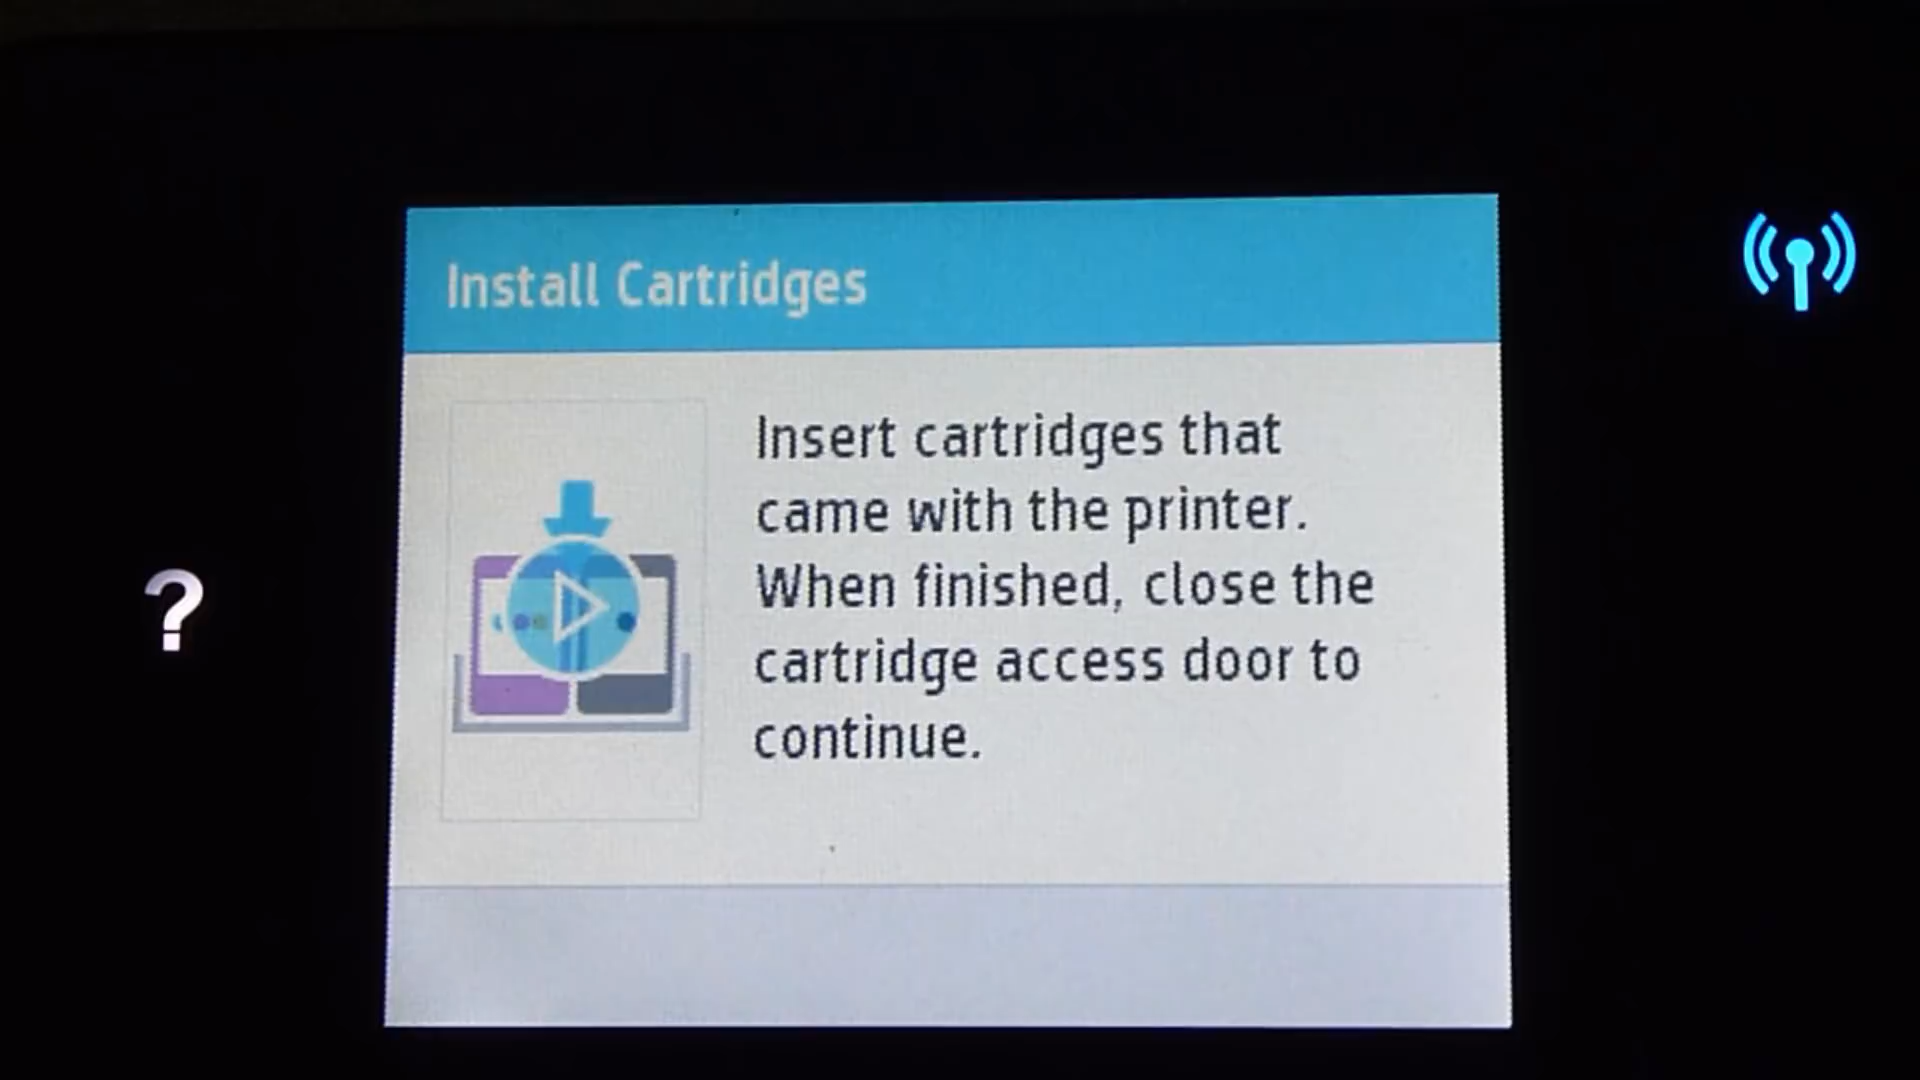 Install Cartridges
Insert cartridges that
came with the printer.
When finished, close the
cartridge access door to
continue.
?